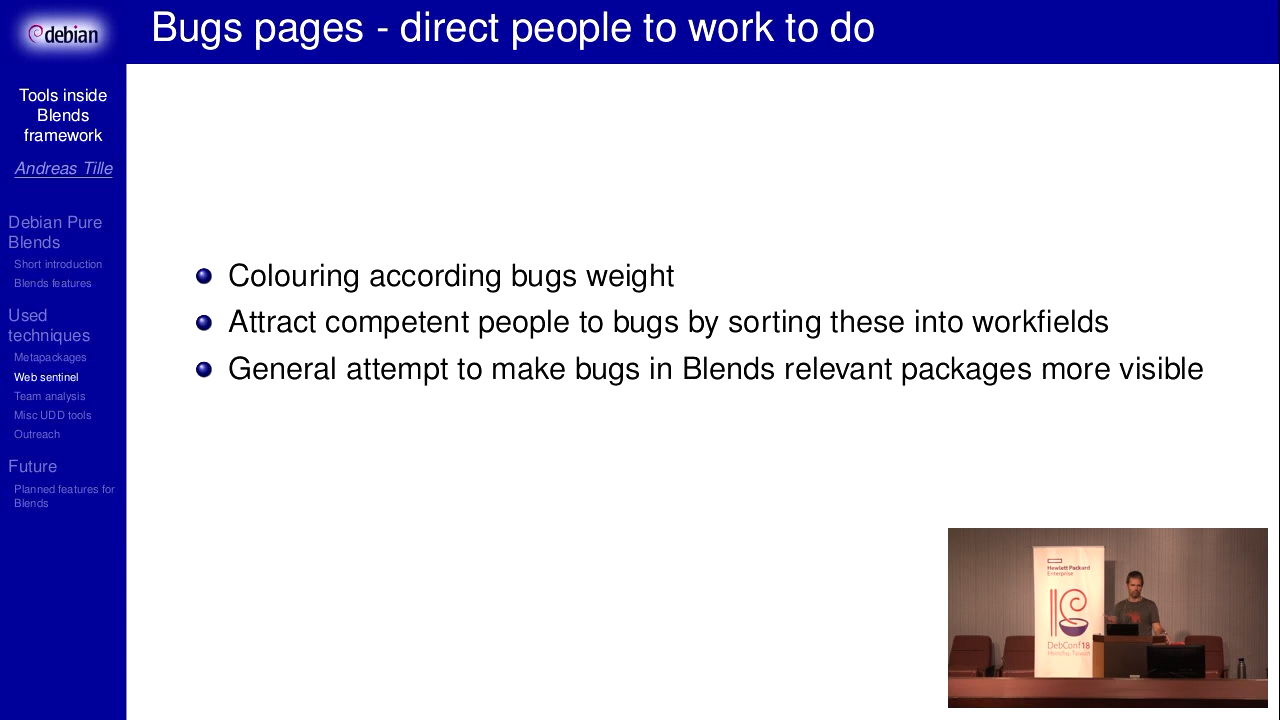 debian
Bugs pages - direct people to work to do
Tools inside
Blends
framework
Andreas Tille
Debian Pure
Blends
Short introduction
Blends features
Used
techniques
Metapackages
Web sentinel
Team analysis
Misc UDD tools
Outreach
Future
Planned features for
Blends
Colouring according bugs weight
Attract competent people to bugs by sorting these into workfields
General attempt to make bugs in Blends relevant packages more visible
Hewlett Packard
Enterprise
DebConf18
Hsinchu, Taiwan